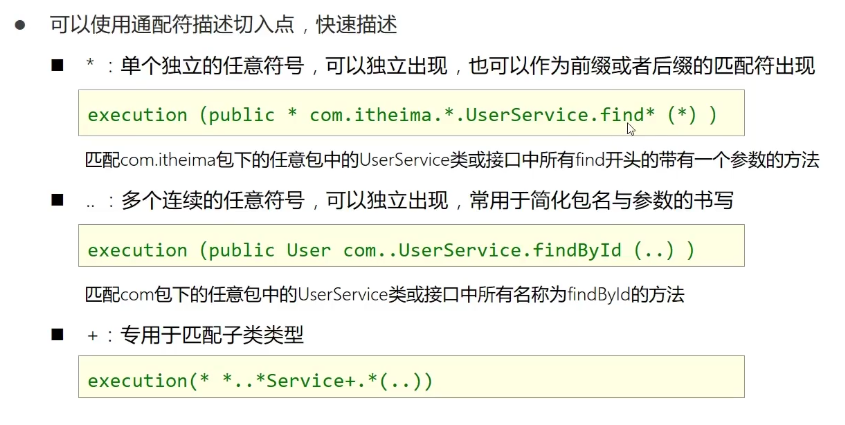 ● 可以使用通配符描述切入点，快速描述
■ * ：单个独立的任意符号，可以独立出现，也可以作为前缀或者后缀的匹配符出现
execution (public * com.itheima.*.UserService.find* (*) )
匹配com.itheima包下的任意包中的UserService类或接口中所有find开头的带有一个参数的方法
■ .. ：多个连续的任意符号，可以独立出现，常用于简化包名与参数的书写
execution (public User com..UserService.findById (..) )
匹配com包下的任意包中的UserService类或接口中所有名称为findById的方法
■ + ：专用于匹配子类类型
execution(* *..*Service+.*(..))